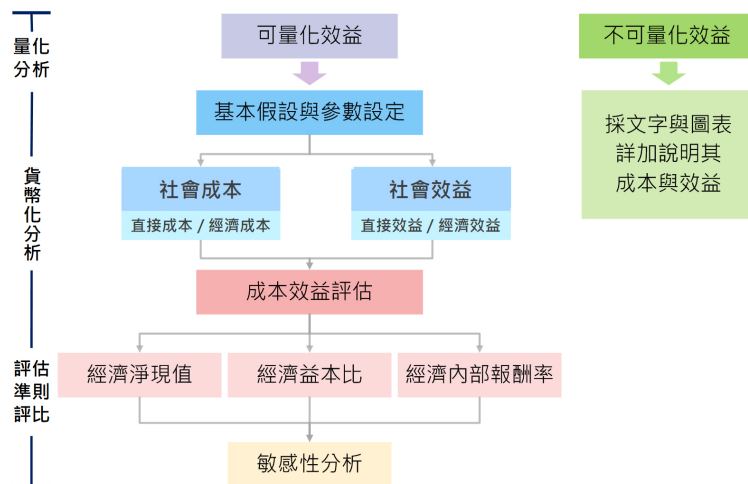 量化
分析
貨幣化分析
評估
準則
評比
可量化效益
基本假設與參數設定
社會成本
直接成本 / 經濟成本
社會效益
直接效益 / 經濟效益
成本效益評估
經濟淨現值
經濟益本比
經濟內部報酬率
敏感性分析
不可量化效益
採文字與圖表
詳加說明其
成本與效益